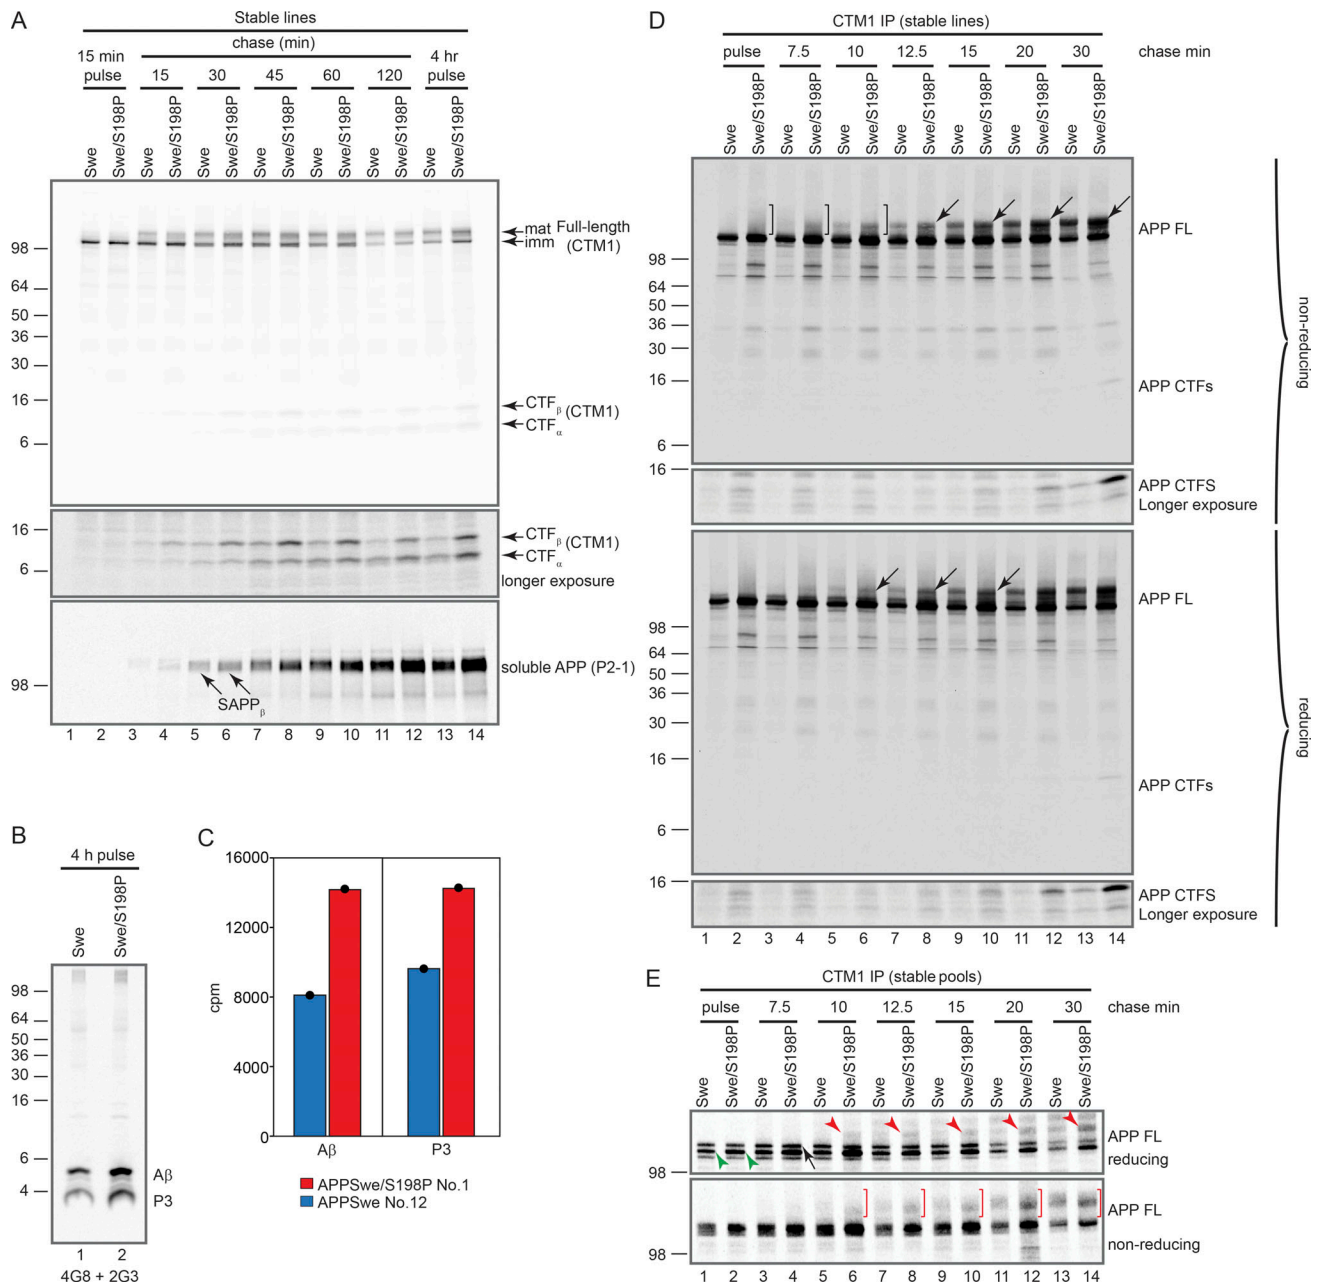 A
Stable lines
chase (min)
15 min pulse
15
30
45
60
120
4 hr pulse
Swe
Swe/S198P
Swe
Swe/S198P
Swe
Swe/S198P
Swe
Swe/S198P
Swe
Swe/S198P
Swe
Swe/S198P
Swe
Swe/S198P
98
64
50
36
30
16
6
mat
imm
Full-length
(CTM1)
CTFβ (CTM1)
CTFα
16
6
CTFβ (CTM1)
CTFα
longer exposure
98
SAPPβ
soluble APP (P2-1)
1 2 3 4 5 6 7 8 9 10 11 12 13 14
B
4 h pulse
Swe
Swe/S198P
98
64
50
36
30
16
6
4
Aβ
P3
1 2
4G8 + 2G3
C
16000
12000
8000
4000
0
cpm
Aβ
P3
APPSwe/S198P No.1
APPSwe No.12
D
CTM1 IP (stable lines)
pulse 7.5 10 12.5 15 20 30 chase min
Swe
Swe/S198P
Swe
Swe/S198P
Swe
Swe/S198P
Swe
Swe/S198P
Swe
Swe/S198P
Swe
Swe/S198P
Swe
Swe/S198P
98
64
50
36
30
16
6
APP FL
APP CTFs
16
APP CTFS
Longer exposure
non-reducing
98
64
50
36
30
16
6
APP FL
APP CTFs
16
APP CTFS
Longer exposure
reducing
1 2 3 4 5 6 7 8 9 10 11 12 13 14
E
CTM1 IP (stable pools)
pulse 7.5 10 12.5 15 20 30 chase min
Swe
Swe/S198P
Swe
Swe/S198P
Swe
Swe/S198P
Swe
Swe/S198P
Swe
Swe/S198P
Swe
Swe/S198P
Swe
Swe/S198P
98
APP FL
reducing
98
APP FL
non-reducing
1 2 3 4 5 6 7 8 9 10 11 12 13 14